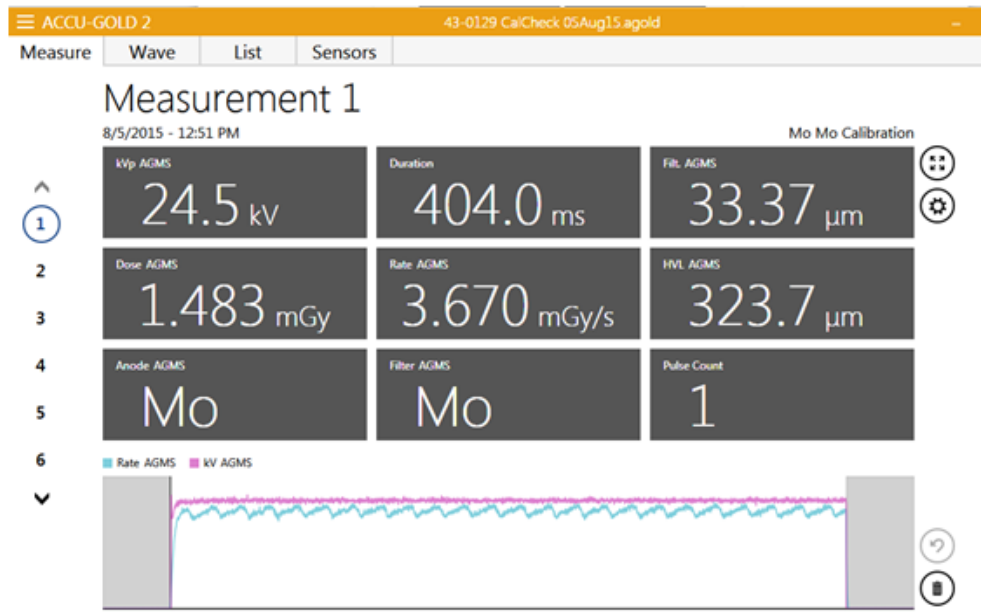 ACCU-GOLD 2 43-0129 CalCheck 05Aug15.agold
Measure Wave List Sensors
Measurement 1
8/5/2015 - 12:51 PM Mo Mo Calibration
kVp AGMS Duration Filt. AGMS
24.5 kV 404.0 ms 33.37 µm
1
Dose AGMS Rate AGMS HVL AGMS
2
1.483 mGy 3.670 mGy/s 323.7 µm
3
Anode AGMS Filter AGMS Pulse Count
4
Mo Mo 1
5
6
Rate AGMS kV AGMS